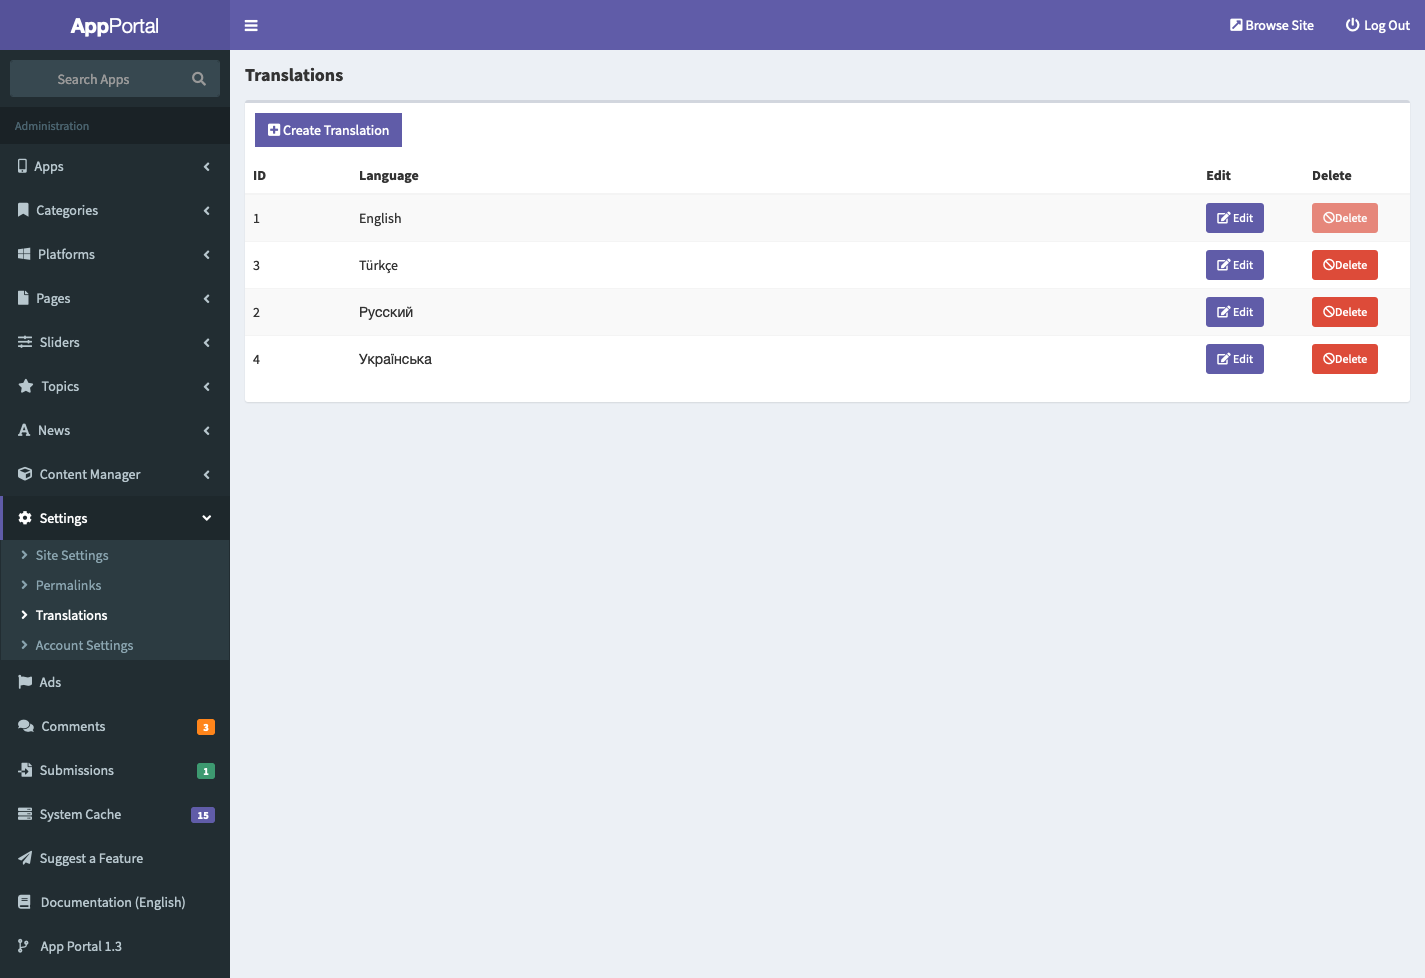 AppPortal
Browse Site
Log Out
Search Apps
Administration
Apps
Categories
Platforms
Pages
Sliders
Topics
News
Content Manager
Settings
Site Settings
Permalinks
Translations
Account Settings
Ads
Comments 3
Submissions 1
System Cache 15
Suggest a Feature
Documentation (English)
App Portal 1.3
Translations
Create Translation
ID Language Edit Delete
1 English Edit Delete
3 Türkçe Edit Delete
2 Русский Edit Delete
4 Українська Edit Delete